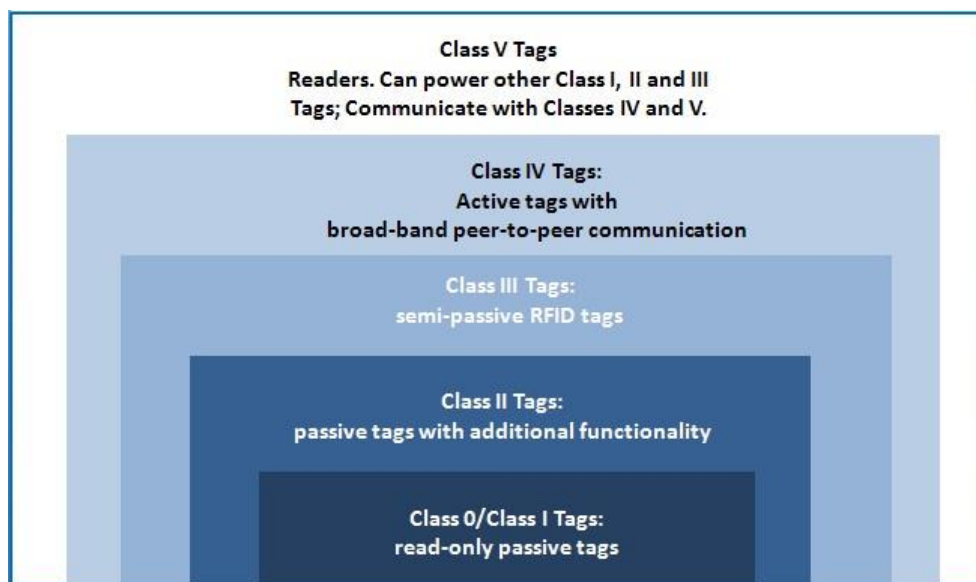 Class V Tags
Readers. Can power other Class I, II and III
Tags; Communicate with Classes IV and V.
Class IV Tags:
Active tags with
broad-band peer-to-peer communication
Class III Tags:
semi-passive RFID tags
Class II Tags:
passive tags with additional functionality
Class 0/Class I Tags:
read-only passive tags